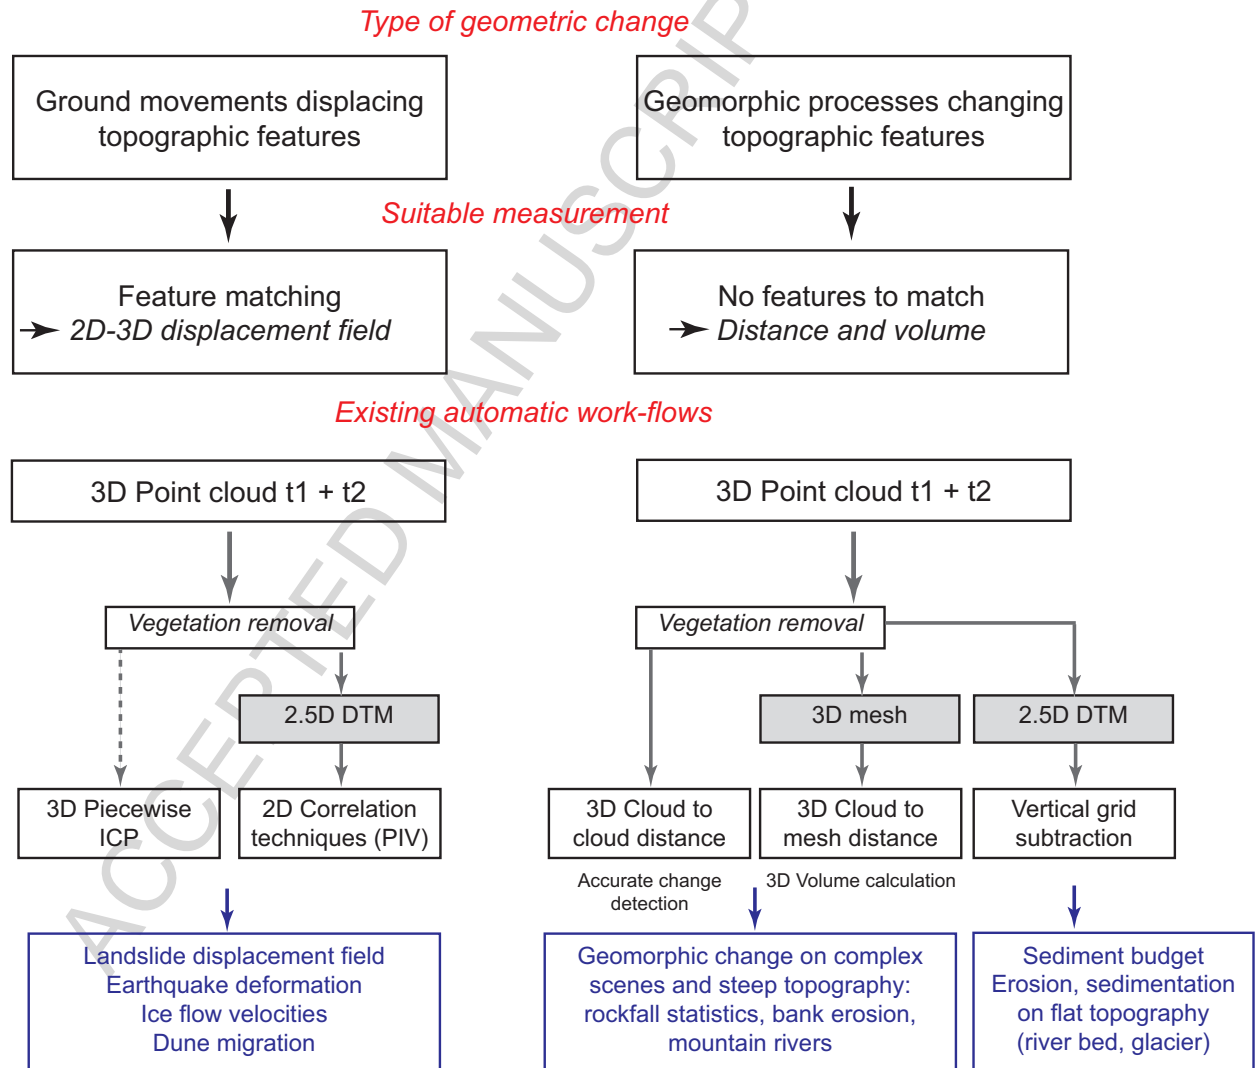 Type of geometric change
Ground movements displacing
topographic features
Geomorphic processes changing
topographic features
Suitable measurement
Feature matching
2D-3D displacement field
No features to match
Distance and volume
Existing automatic work-flows
3D Point cloud t1 + t2
3D Point cloud t1 + t2
Vegetation removal
Vegetation removal
2.5D DTM
3D mesh
2.5D DTM
3D Piecewise
ICP
2D Correlation
techniques (PIV)
3D Cloud to
cloud distance
3D Cloud to
mesh distance
Vertical grid
subtraction
Accurate change
detection
3D Volume calculation
Landslide displacement field
Earthquake deformation
Ice flow velocities
Dune migration
Geomorphic change on complex
scenes and steep topography:
rockfall statistics, bank erosion,
mountain rivers
Sediment budget
Erosion, sedimentation
on flat topography
(river bed, glacier)
ACCEPTED MANUSCRIP